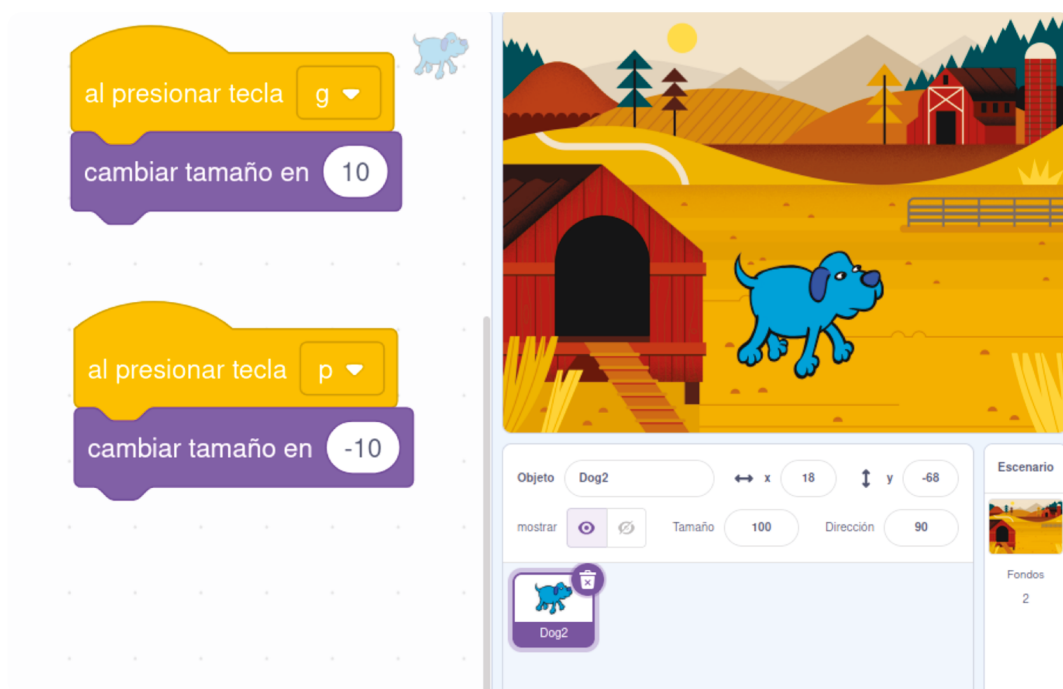 al presionar tecla g
cambiar tamaño en 10
al presionar tecla p
cambiar tamaño en -10
Objeto Dog2 x 18 y -68
mostrar Tamaño 100 Dirección 90
Dog2
Escenario
Fondos
2